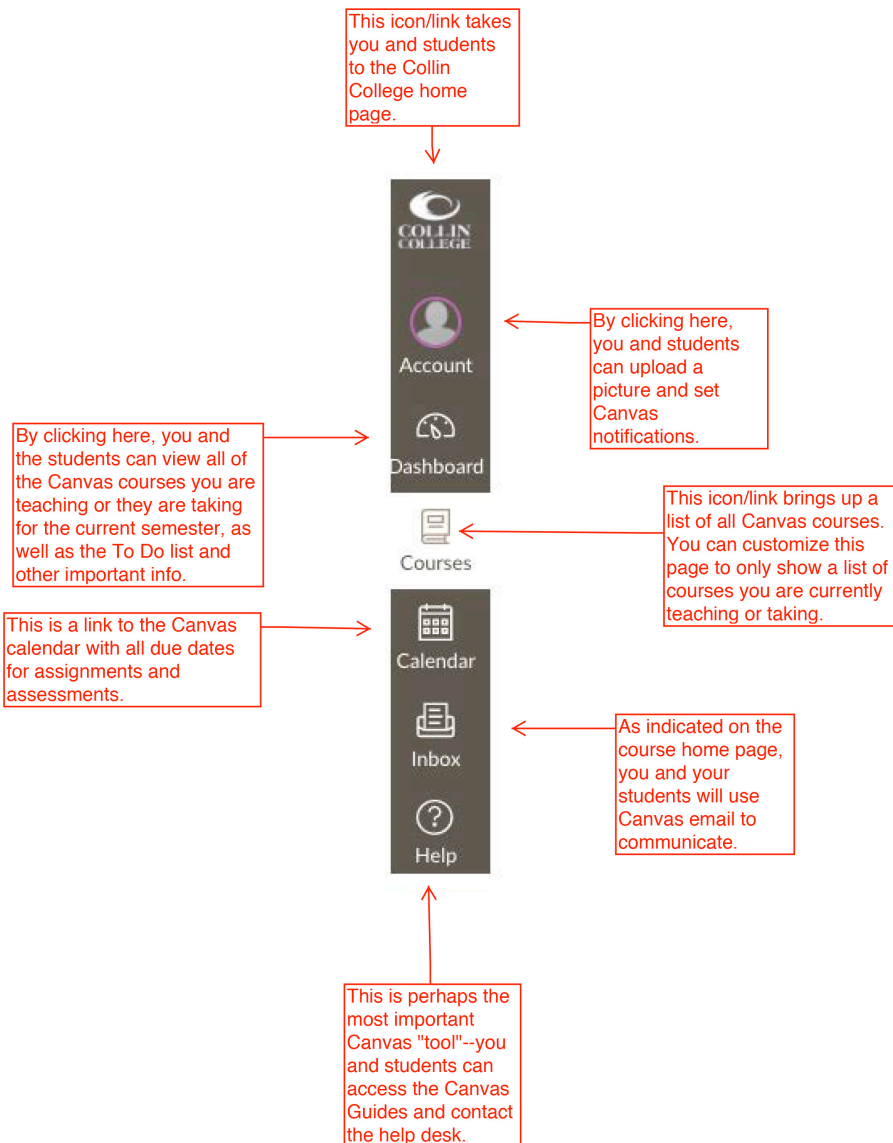 This icon/link takes
you and students
to the Collin
College home
page.
COLLIN
COLLEGE
Account
By clicking here,
you and students
can upload a
picture and set
Canvas
notifications.
Dashboard
By clicking here, you and
the students can view all of
the Canvas courses you are
teaching or they are taking
for the current semester, as
well as the To Do list and
other important info.
Courses
This icon/link brings up a
list of all Canvas courses.
You can customize this
page to only show a list of
courses you are currently
teaching or taking.
This is a link to the Canvas
calendar with all due dates
for assignments and
assessments.
Calendar
Inbox
As indicated on the
course home page,
you and your
students will use
Canvas email to
communicate.
Help
This is perhaps the
most important
Canvas "tool"--you
and students can
access the Canvas
Guides and contact
the help desk.